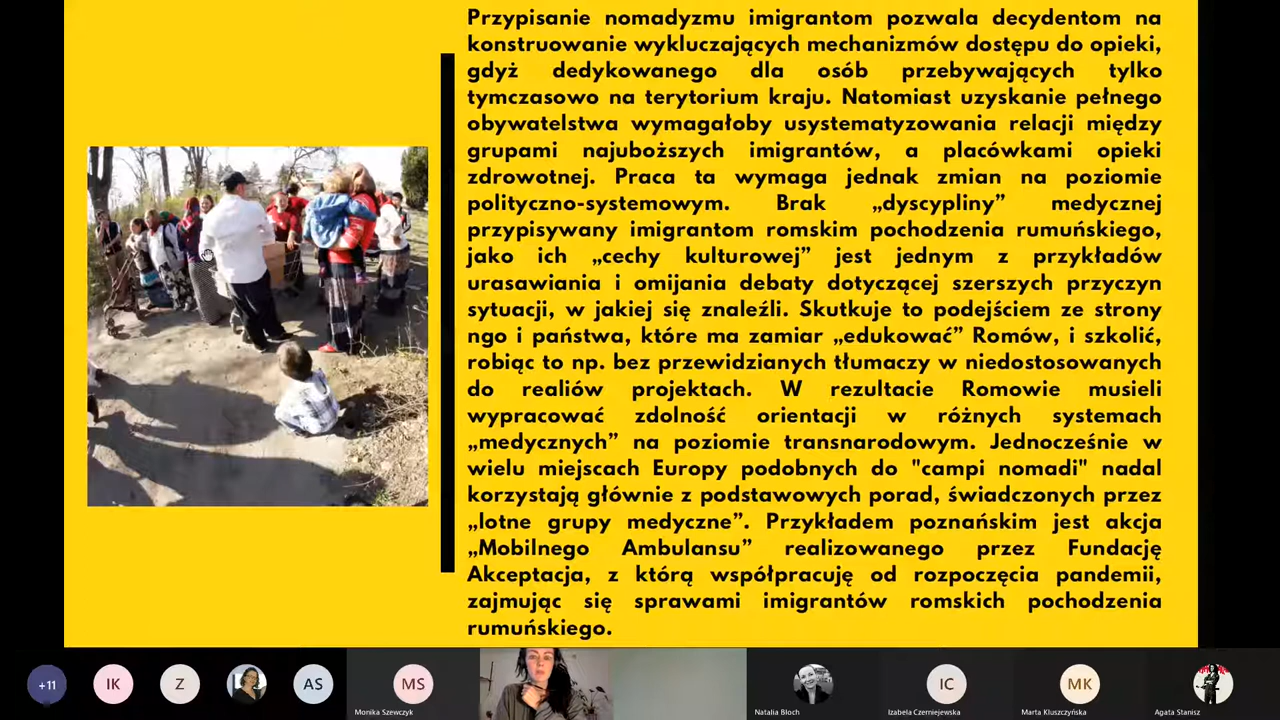 Przypisanie nomadyzmu imigrantom pozwala decydentom na
konstruowanie wykluczających mechanizmów dostępu do opieki,
gdyż dedykowanego dla osób przebywających tylko
tymczasowo na terytorium kraju. Natomiast uzyskanie pełnego
obywatelstwa wymagałoby usystematyzowania relacji między
grupami najuboższych imigrantów, a placówkami opieki
zdrowotnej. Praca ta wymaga jednak zmian na poziomie
polityczno-systemowym. Brak „dyscypliny” medycznej
przypisywany imigrantom romskim pochodzenia rumuńskiego,
jako ich „cechy kulturowej” jest jednym z przykładów
urasawiania i omijania debaty dotyczącej szerszych przyczyn
sytuacji, w jakiej się znaleźli. Skutkuje to podejściem ze strony
ngo i państwa, które ma zamiar „edukować” Romów, i szkolić,
robiąc to np. bez przewidzianych tłumaczy w niedostosowanych
do realiów projektach. W rezultacie Romowie musieli
wypracować zdolność orientacji w różnych systemach
„medycznych” na poziomie transnarodowym. Jednocześnie w
wielu miejscach Europy podobnych do "campi nomadi" nadal
korzystają głównie z podstawowych porad, świadczonych przez
„lotne grupy medyczne”. Przykładem poznańskim jest akcja
„Mobilnego Ambulansu” realizowanego przez Fundację
Akceptacja, z którą współpracuję od rozpoczęcia pandemii,
zajmując się sprawami imigrantów romskich pochodzenia
rumuńskiego.
+11 IK Z AS MS IC MK
Monika Szewczyk Natalia Bloch Izabela Czerniejewska Marta Kluszczyńska Agata Stanisz